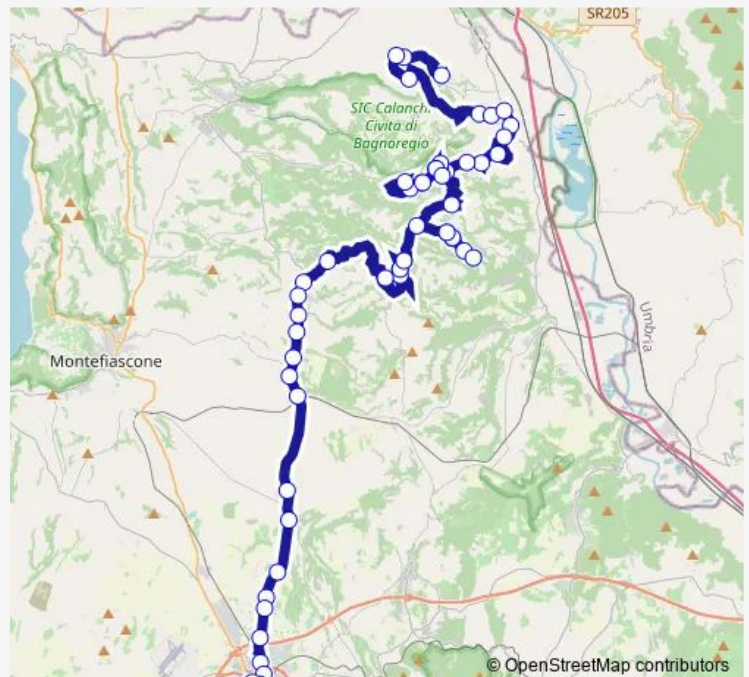 SR205
SIC Calanchi
Civita di
Bagnoregio
Umbria
Montefiascone
© OpenStreetMap contributors